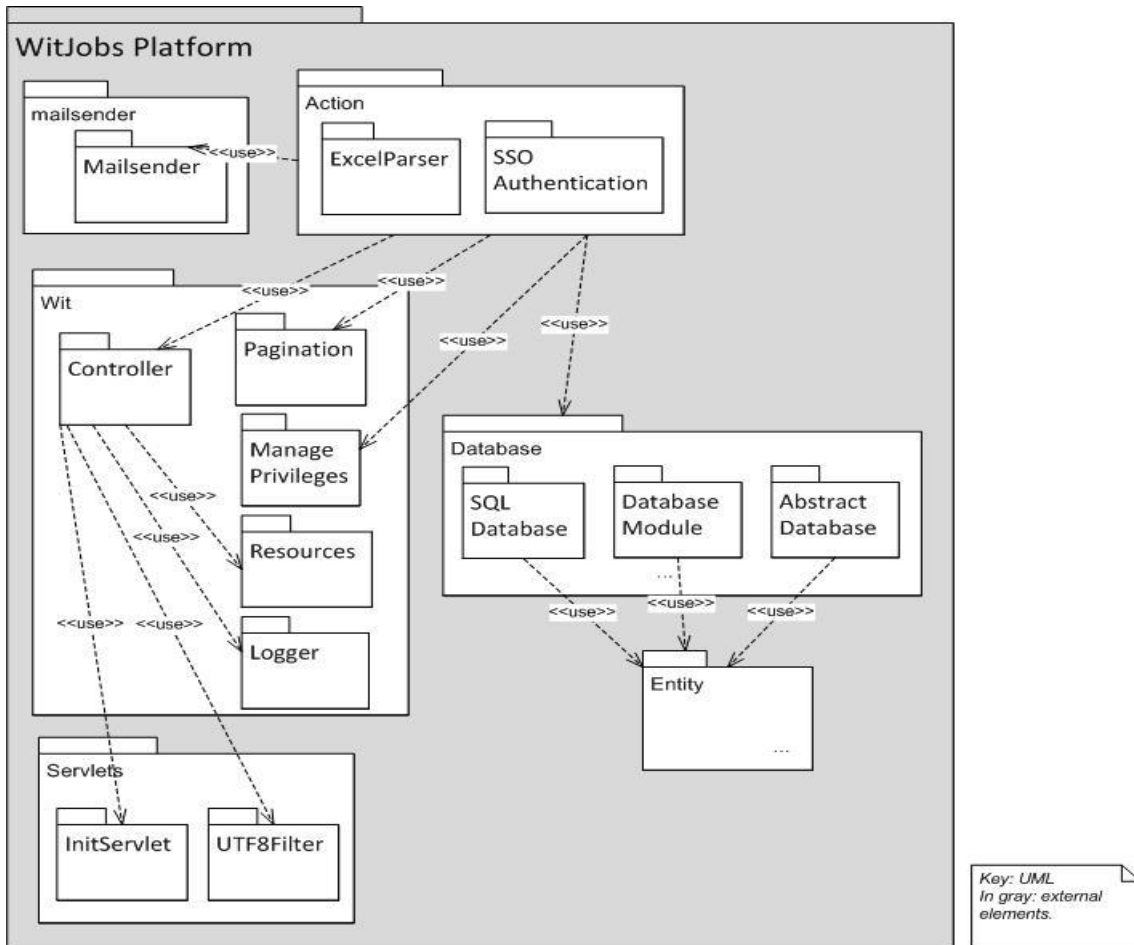 WitJobs Platform
mailsender
Mailsender
<<use>>
Action
ExcelParser
SSO
Authentication
<<use>>
<<use>>
<<use>>
<<use>>
Wit
Controller
Pagination
Manage
Privileges
<<use>>
<<use>>
Resources
Logger
<<use>>
<<use>>
Database
SQL
Database
Database
Module
Abstract
Database
...
<<use>>
<<use>>
<<use>>
Entity
...
Servlets
InitServlet
UTF8Filter
Key: UML
In gray: external
elements.